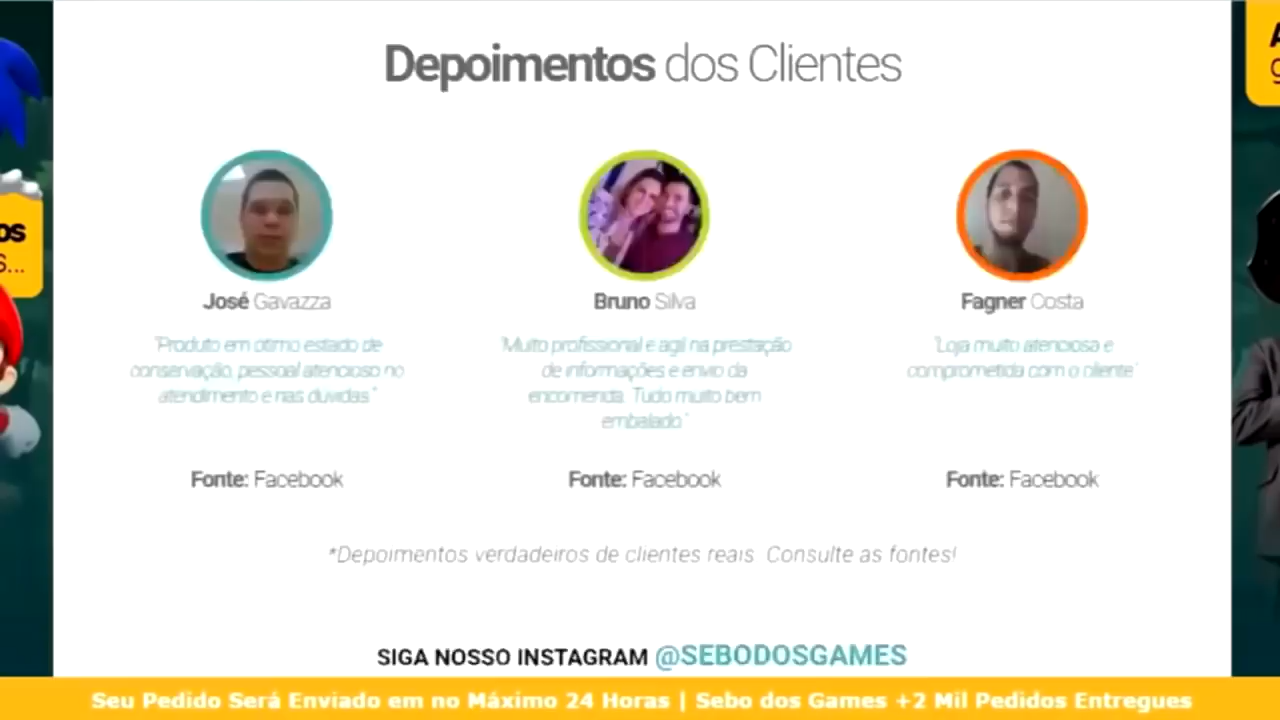 Depoimentos dos Clientes
José Gavazza
Bruno Silva
Fagner Costa
"Produto em ótimo estado de
conservação, pessoal atencioso no
atendimento e nas dúvidas."
"Muito profissional e agil na prestação
de informações e envio da
encomenda. Tudo muito bem
embalado."
"Loja muito atenciosa e
comprometida com o cliente"
Fonte: Facebook
Fonte: Facebook
Fonte: Facebook
*Depoimentos verdadeiros de clientes reais. Consulte as fontes!
SIGA NOSSO INSTAGRAM @SEBODOSGAMES
Seu Pedido Será Enviado em no Máximo 24 Horas | Sebo dos Games +2 Mil Pedidos Entregues